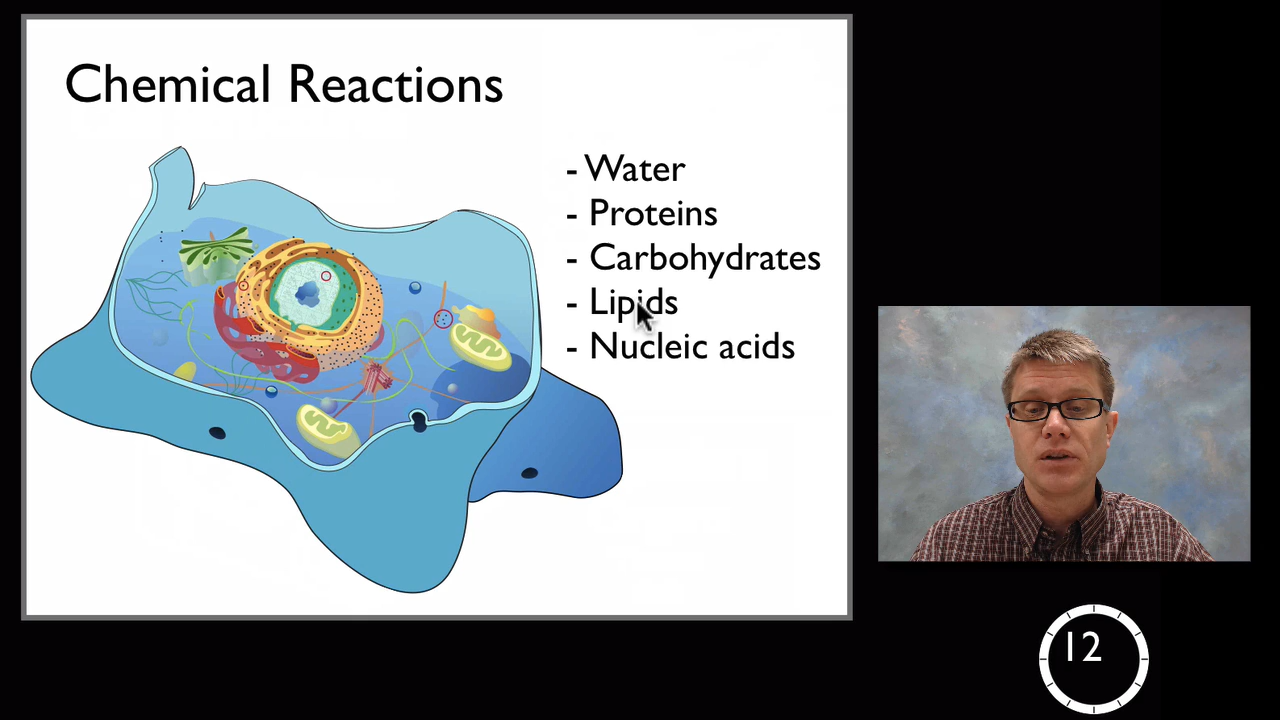 Chemical Reactions
- Water
- Proteins
- Carbohydrates
- Lipids
- Nucleic acids
12